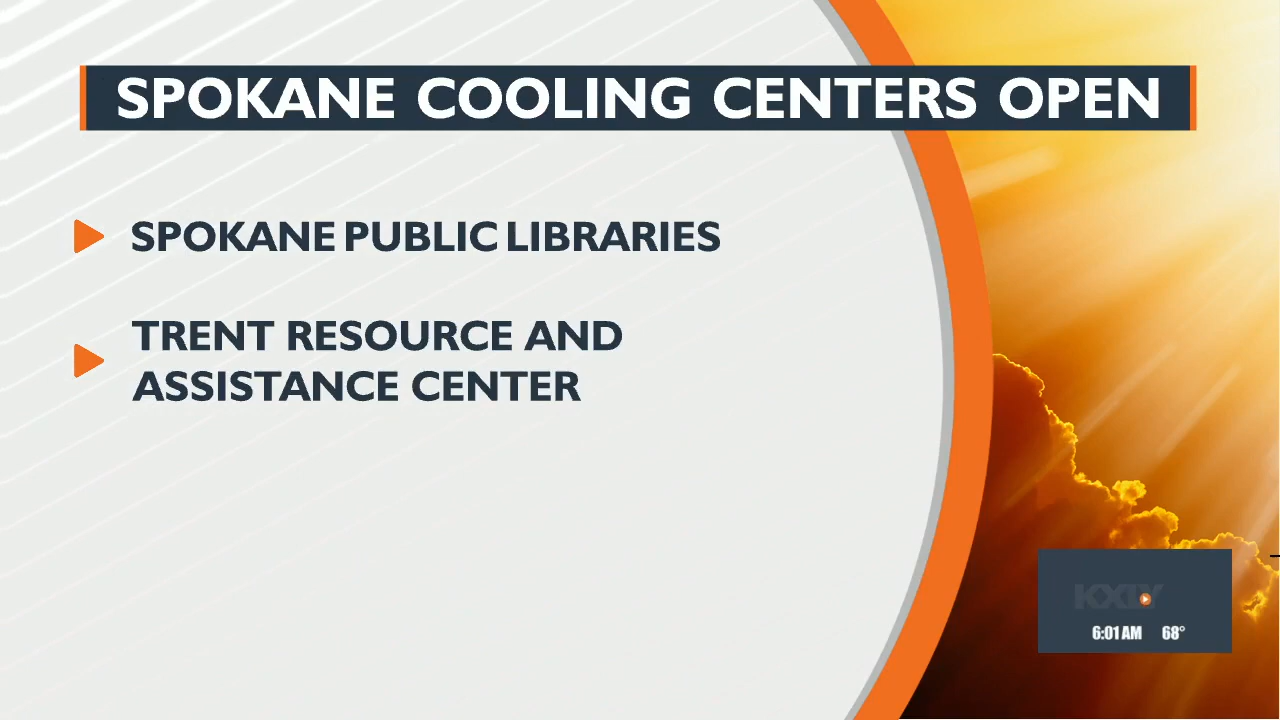 SPOKANE COOLING CENTERS OPEN
SPOKANE PUBLIC LIBRARIES
TRENT RESOURCE AND
ASSISTANCE CENTER
KXLY
6:01 AM 68°